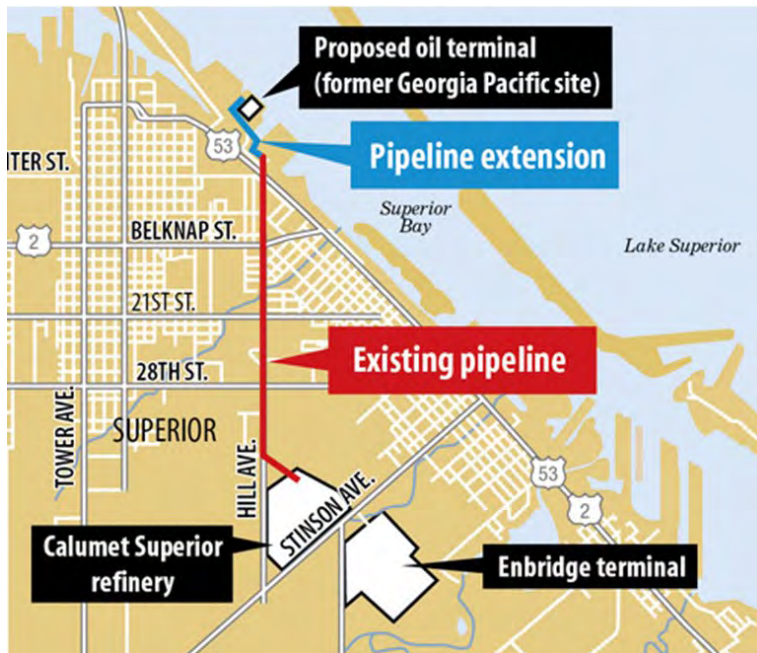 Proposed oil terminal
(former Georgia Pacific site)
53
Pipeline extension
TER ST.
Superior
Bay
2
BELKNAP ST.
Lake Superior
21ST ST.
Existing pipeline
28TH ST.
SUPERIOR
TOWER AVE.
HILL AVE.
STINSON AVE.
53
2
Calumet Superior
refinery
Enbridge terminal